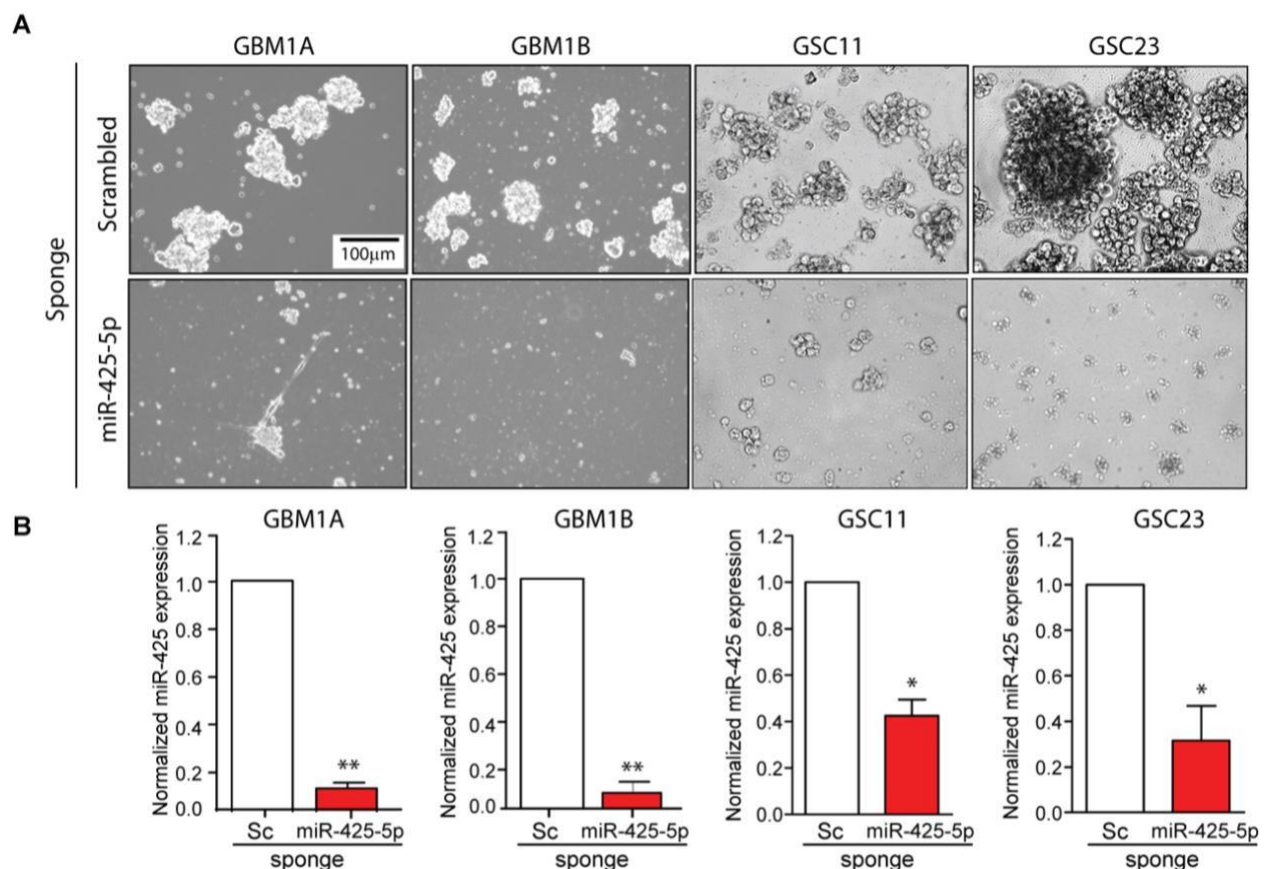 A
GBM1A GBM1B GSC11 GSC23
Sponge
Scrambled
100μm
miR-425-5p
B
GBM1A GBM1B GSC11 GSC23
Normalized miR-425 expression
1.2
1.0
0.8
0.6
0.4
0.2
0.0
**
Sc miR-425-5p
sponge
Normalized miR-425 expression
1.2
1.0
0.8
0.6
0.4
0.2
0.0
**
Sc miR-425-5p
sponge
Normalized miR-425 expression
1.2
1.0
0.8
0.6
0.4
0.2
0.0
*
Sc miR-425-5p
sponge
Normalized miR-425 expression
1.2
1.0
0.8
0.6
0.4
0.2
0.0
*
Sc miR-425-5p
sponge